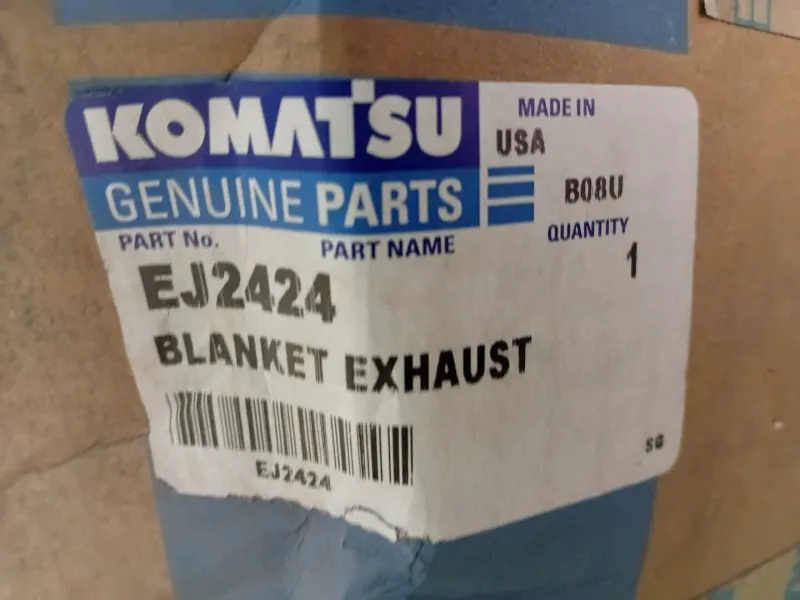 KOMATSU
GENUINE PARTS
MADE IN
USA
B08U
PART No.
PART NAME
QUANTITY
EJ2424
1
BLANKET EXHAUST
EJ2424
SG